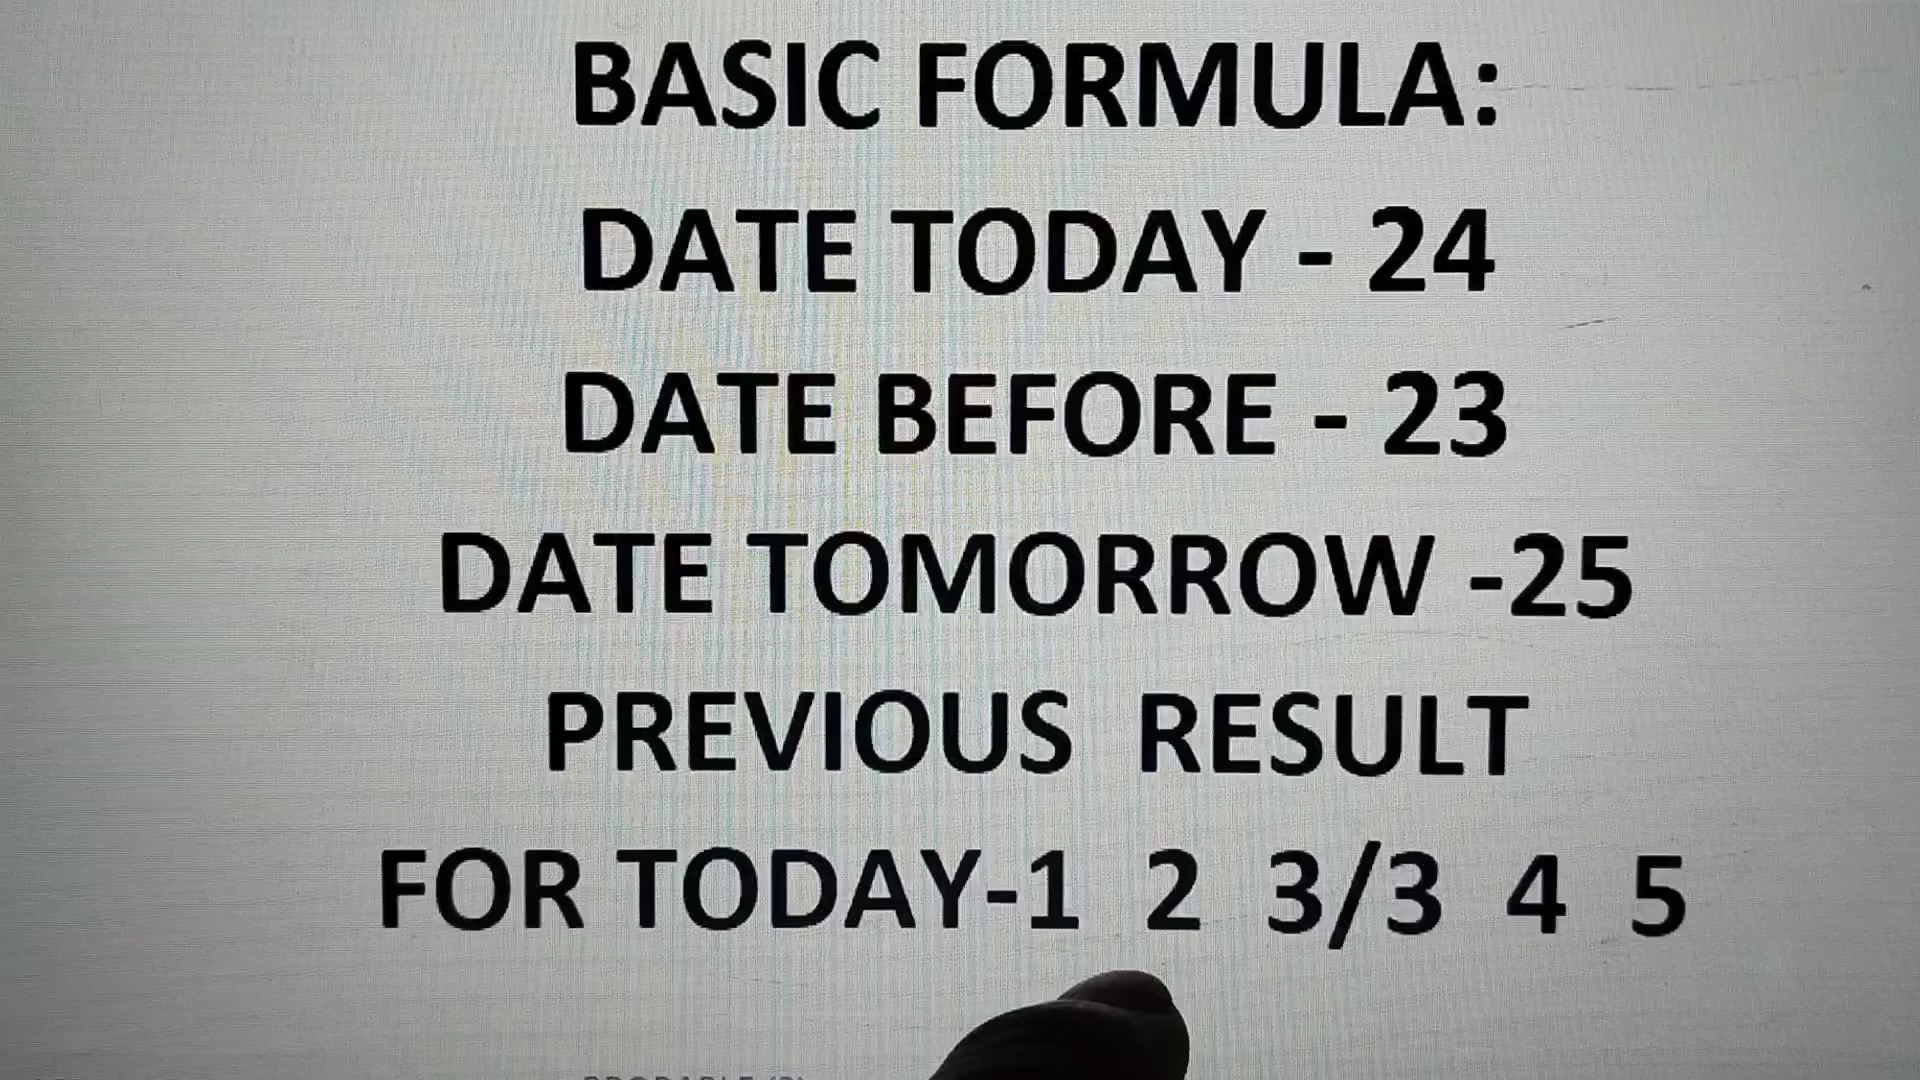 BASIC FORMULA:
DATE TODAY - 24
DATE BEFORE - 23
DATE TOMORROW -25
PREVIOUS RESULT
FOR TODAY-1 2 3/3 4 5